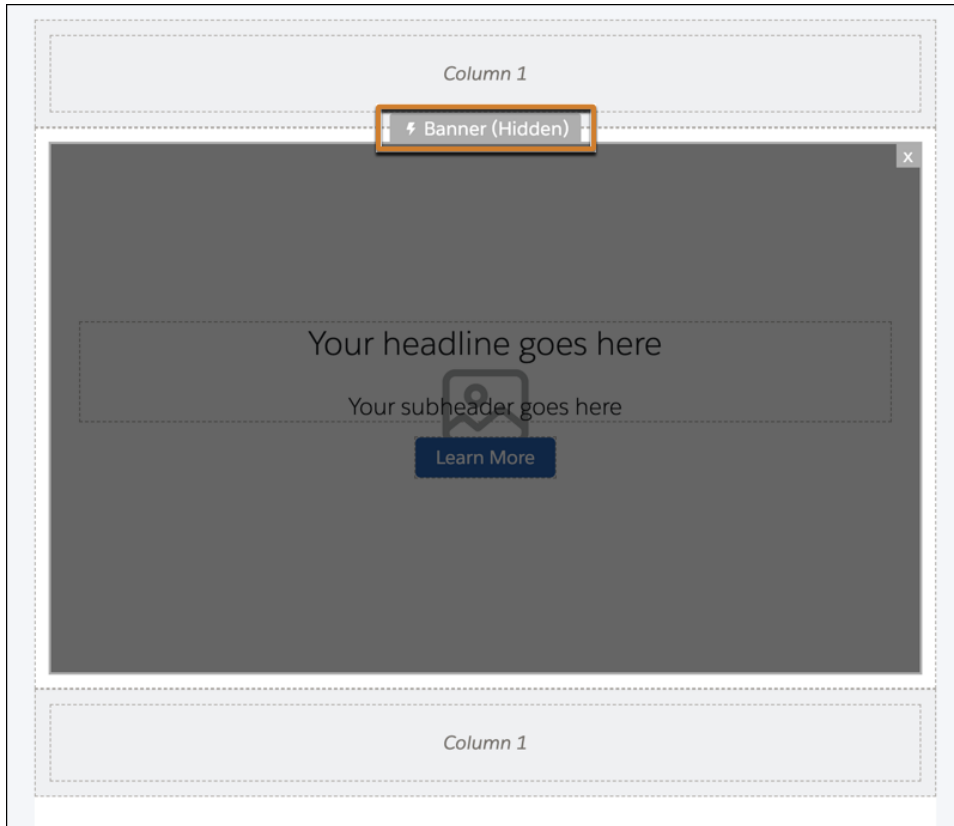 Column 1
Banner (Hidden)
x
Your headline goes here
Your subheader goes here
Learn More
Column 1